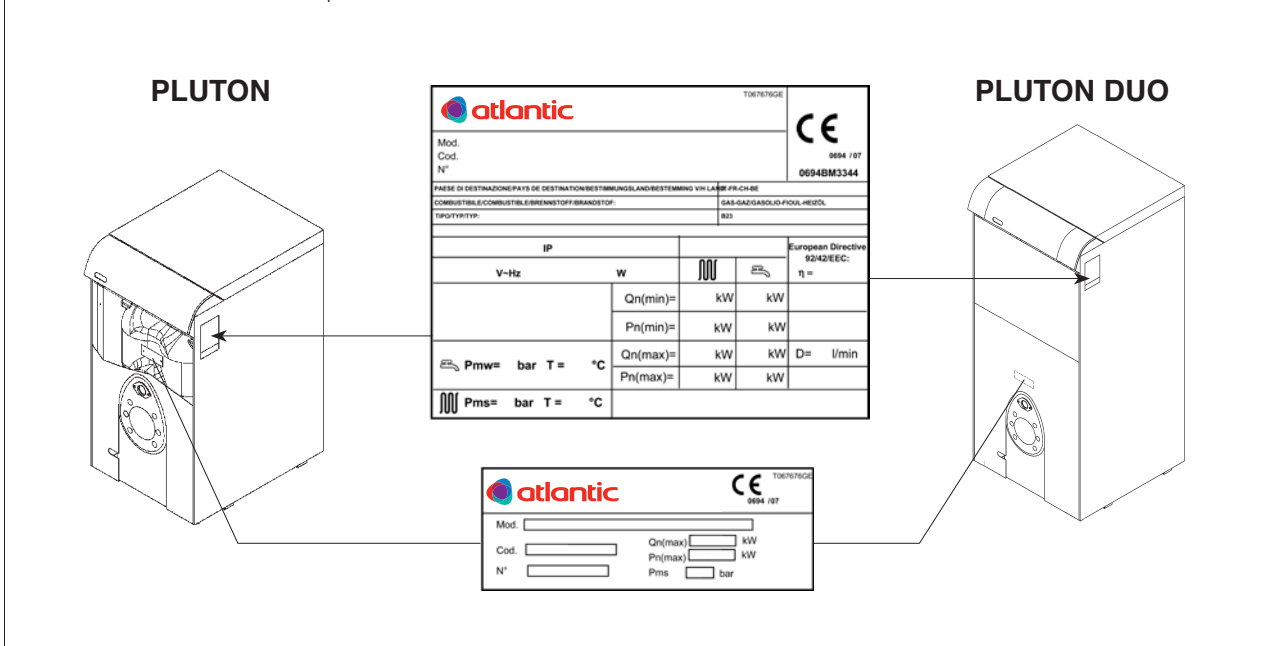 PLUTON
PLUTON DUO
T067676GE
atlantic
CE
Mod.
Cod.
N°
0694 / 07
0694BM3344
PAESE DI DESTINAZIONE/PAYS DE DESTINATION/BESTIMMUNGSLAND/BESTEMMING V/H LAND: IT-FR-CH-BE
COMBUSTIBILE/COMBUSTIBLE/BRENNSTOFF/BRANDSTOF: GAS-GAZ/GASOLIO-FIOUL-HEIZÖL
TIPO/TYP/TYP: B23
IP
European Directive
92/42/EEC:
V~Hz W
η =
Qn(min)= kW kW
Pn(min)= kW kW
Qn(max)= kW kW D= l/min
Pmw= bar T = °C
Pn(max)= kW kW
Pms= bar T = °C
T067676GE
atlantic
CE
0694 /07
Mod.
Qn(max) kW
Cod.
Pn(max) kW
N° Pms bar